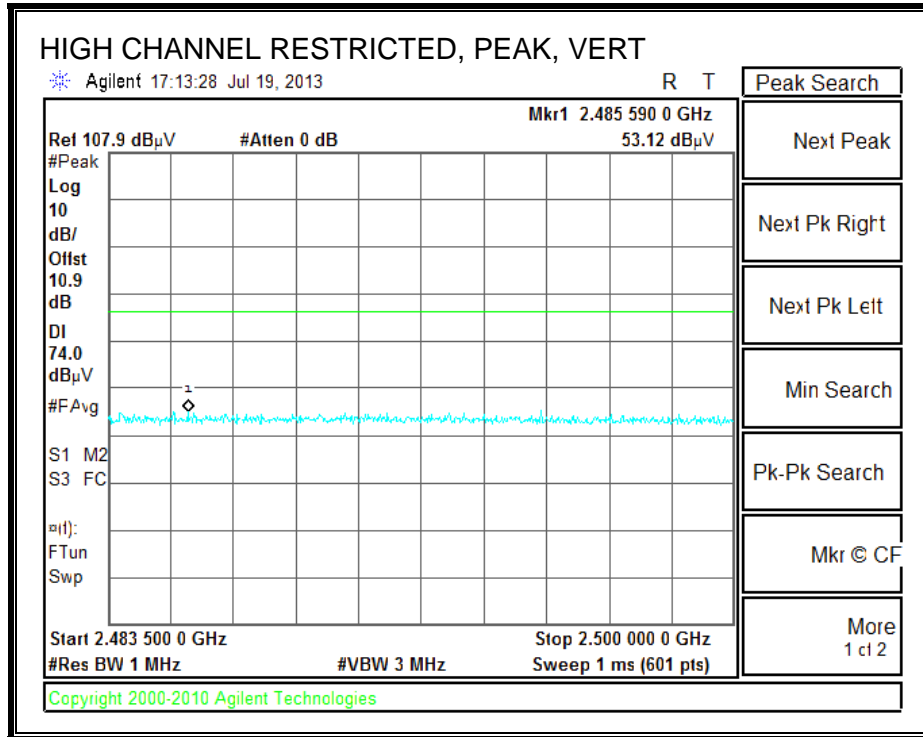 HIGH CHANNEL RESTRICTED, PEAK, VERT
Agilent 17:13:28 Jul 19, 2013 R T
Peak Search
Mkr1 2.485 590 0 GHz
Ref 107.9 dBµV #Atten 0 dB 53.12 dBµV
#Peak
Log
10
dB/
Offst
10.9
dB
DI
74.0
dBµV
#FAvg
1
S1 M2
S3 FC
¤(f):
FTun
Swp
Start 2.483 500 0 GHz Stop 2.500 000 0 GHz
#Res BW 1 MHz #VBW 3 MHz Sweep 1 ms (601 pts)
Next Peak
Next Pk Right
Next Pk Left
Min Search
Pk-Pk Search
Mkr © CF
More
1 of 2
Copyright 2000-2010 Agilent Technologies